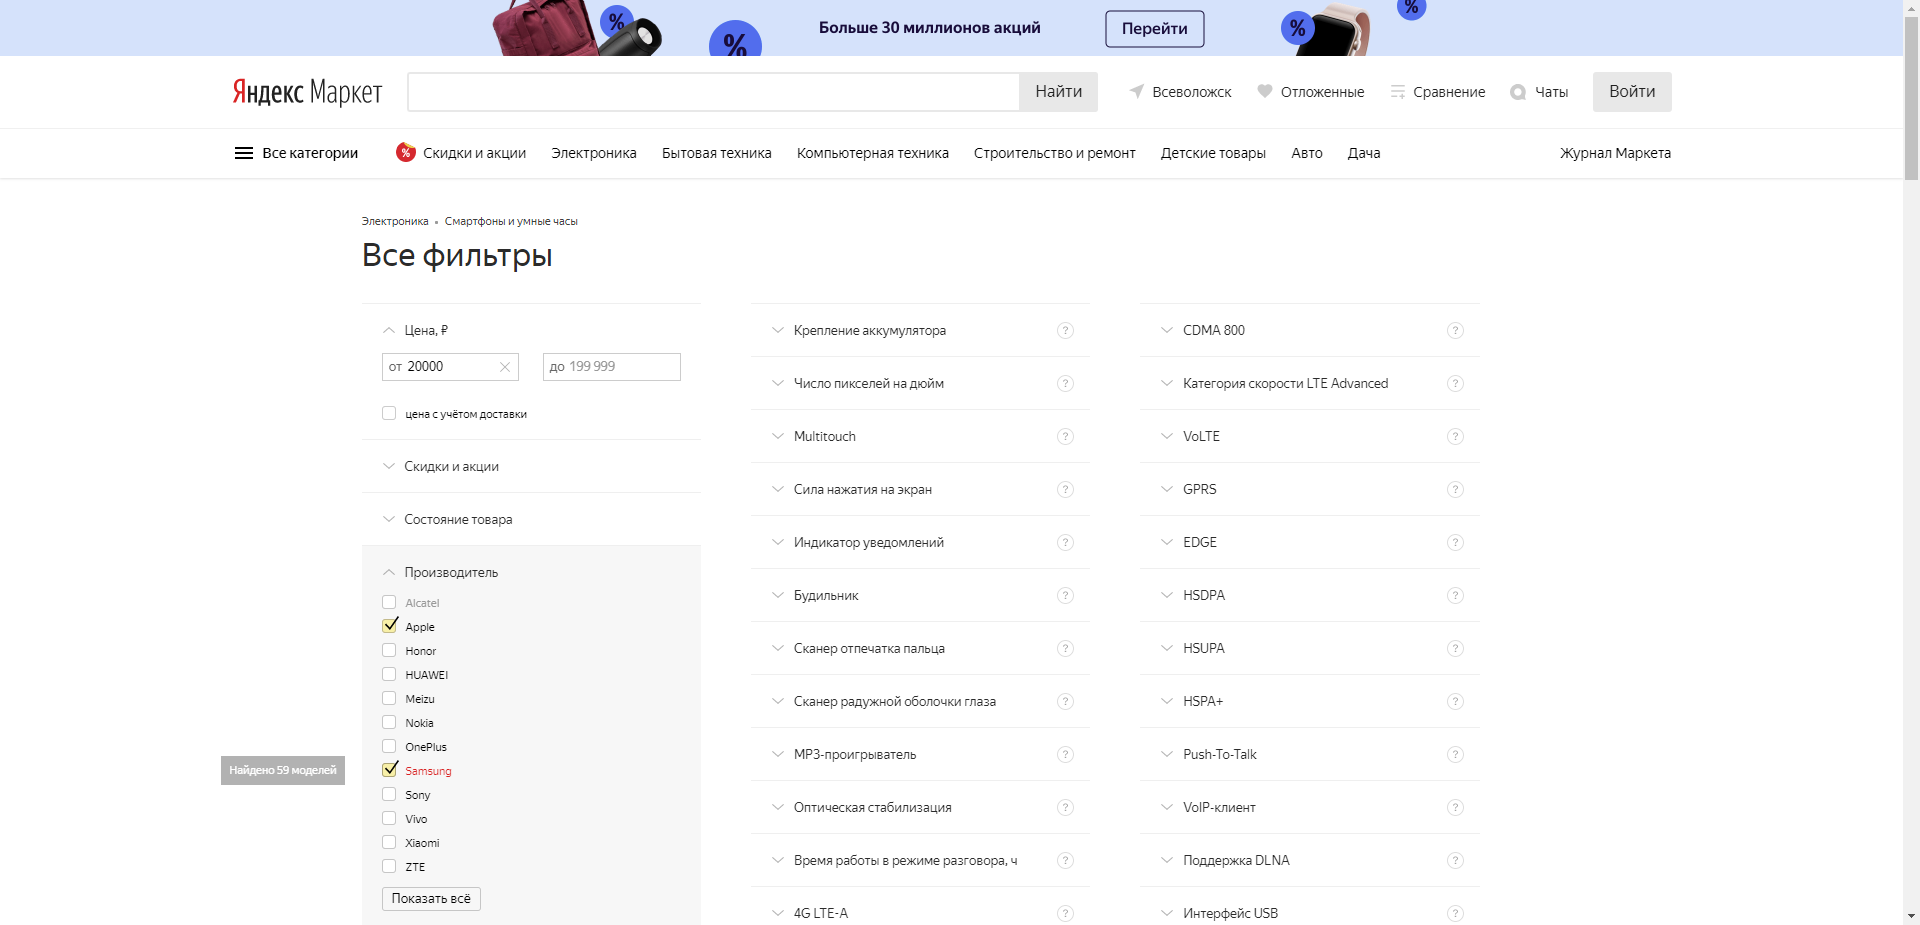 %
%
Больше 30 миллионов акций
Перейти
%
%
Яндекс Маркет
Найти
Всеволожск
Отложенные
Сравнение
Чаты
Войти
Все категории
% Скидки и акции
Электроника
Бытовая техника
Компьютерная техника
Строительство и ремонт
Детские товары
Авто
Дача
Журнал Маркета
Электроника • Смартфоны и умные часы
Все фильтры
Цена, ₽
от 20000
до 199 999
цена с учётом доставки
Скидки и акции
Состояние товара
Производитель
Alcatel
Apple
Honor
HUAWEI
Meizu
Nokia
OnePlus
Найдено 59 моделей
Samsung
Sony
Vivo
Xiaomi
ZTE
Показать всё
Крепление аккумулятора ?
Число пикселей на дюйм ?
Multitouch ?
Сила нажатия на экран ?
Индикатор уведомлений ?
Будильник ?
Сканер отпечатка пальца ?
Сканер радужной оболочки глаза ?
MP3-проигрыватель ?
Оптическая стабилизация ?
Время работы в режиме разговора, ч ?
4G LTE-A ?
CDMA 800 ?
Категория скорости LTE Advanced ?
VoLTE ?
GPRS ?
EDGE ?
HSDPA ?
HSUPA ?
HSPA+ ?
Push-To-Talk ?
VoIP-клиент ?
Поддержка DLNA ?
Интерфейс USB ?